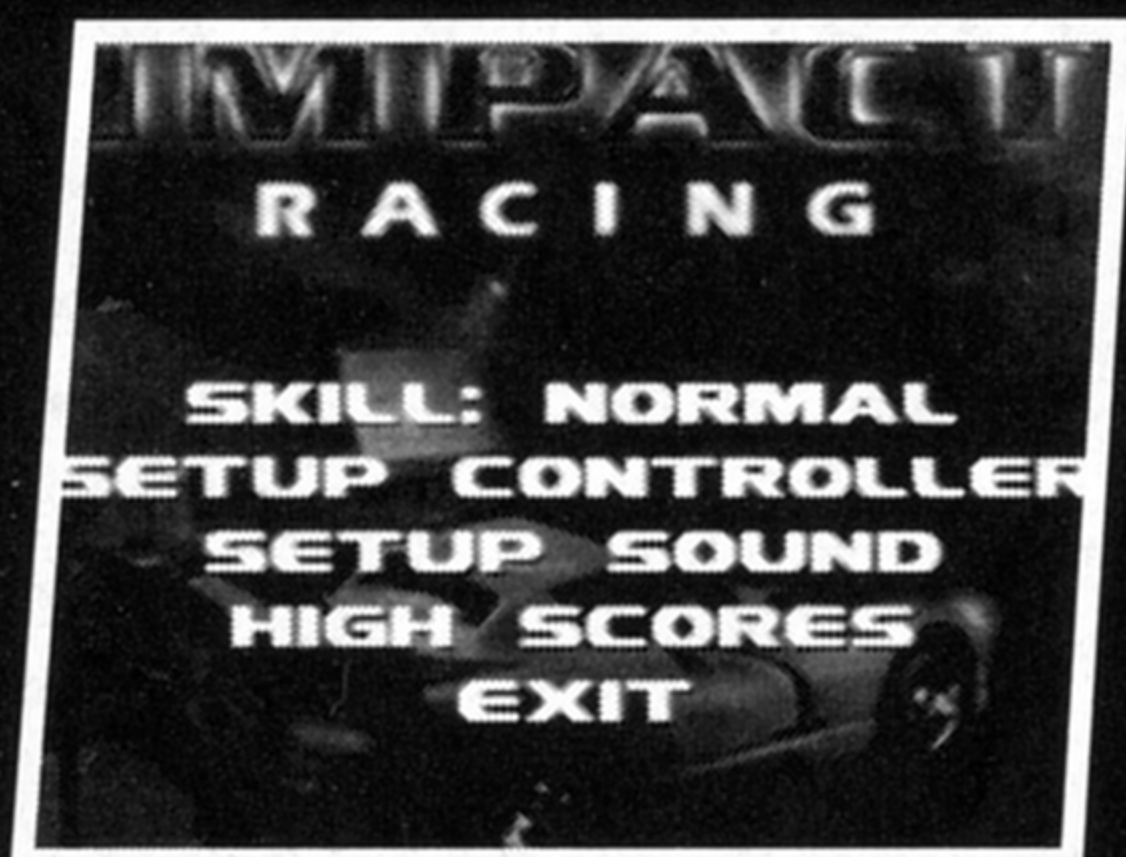 IMPACT
RACING
SKILL: NORMAL
SETUP CONTROLLER
SETUP SOUND
HIGH SCORES
EXIT